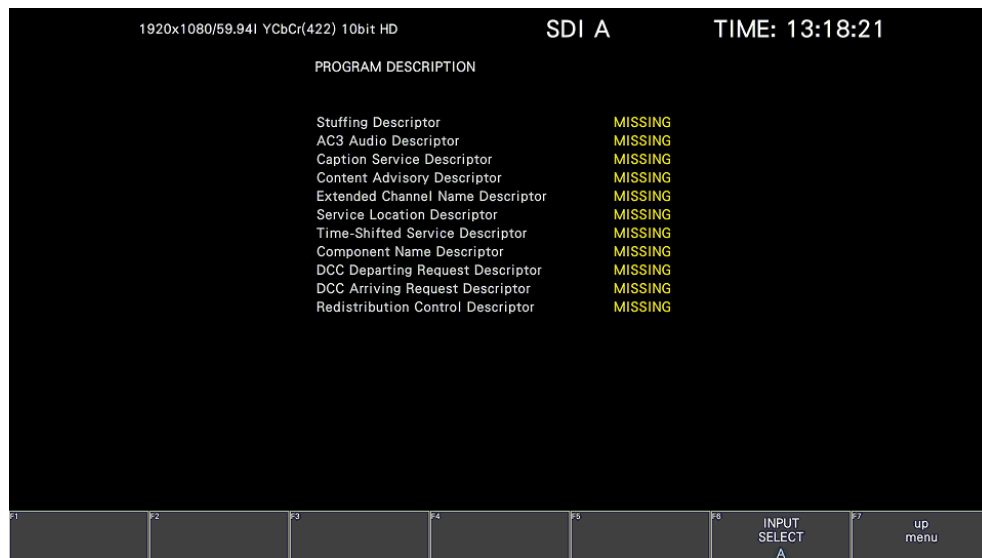 1920x1080/59.94I YCbCr(422) 10bit HD SDI A TIME: 13:18:21
PROGRAM DESCRIPTION
Stuffing Descriptor MISSING
AC3 Audio Descriptor MISSING
Caption Service Descriptor MISSING
Content Advisory Descriptor MISSING
Extended Channel Name Descriptor MISSING
Service Location Descriptor MISSING
Time-Shifted Service Descriptor MISSING
Component Name Descriptor MISSING
DCC Departing Request Descriptor MISSING
DCC Arriving Request Descriptor MISSING
Redistribution Control Descriptor MISSING
F1 F2 F3 F4 F5 F6 INPUT F7 up
SELECT menu
A